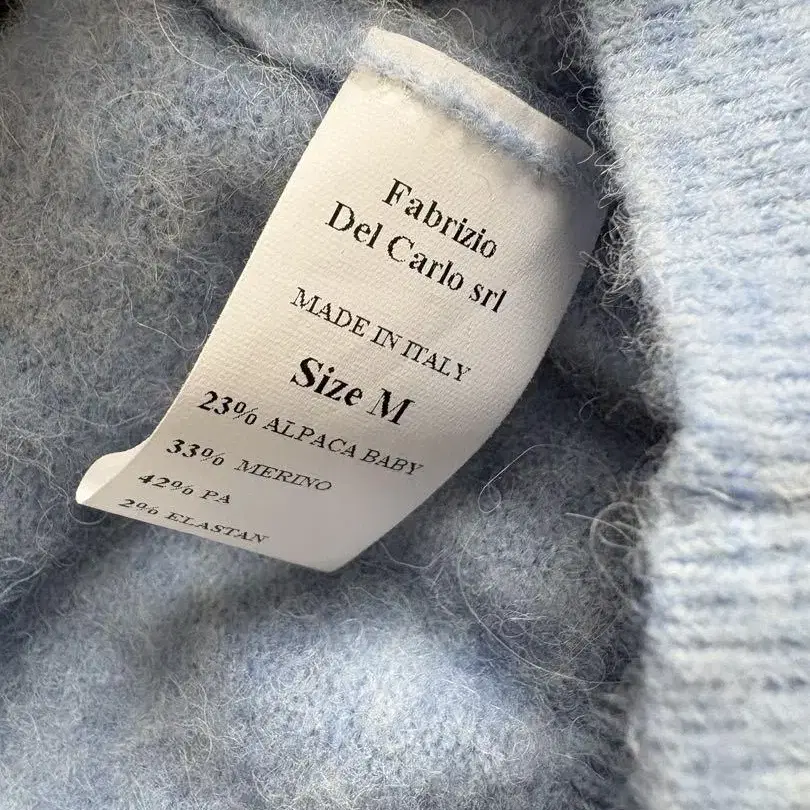 Fabrizio
Del Carlo srl
MADE IN ITALY
Size M
23% ALPACA BABY
33% MERINO
42% PA
2% ELASTAN